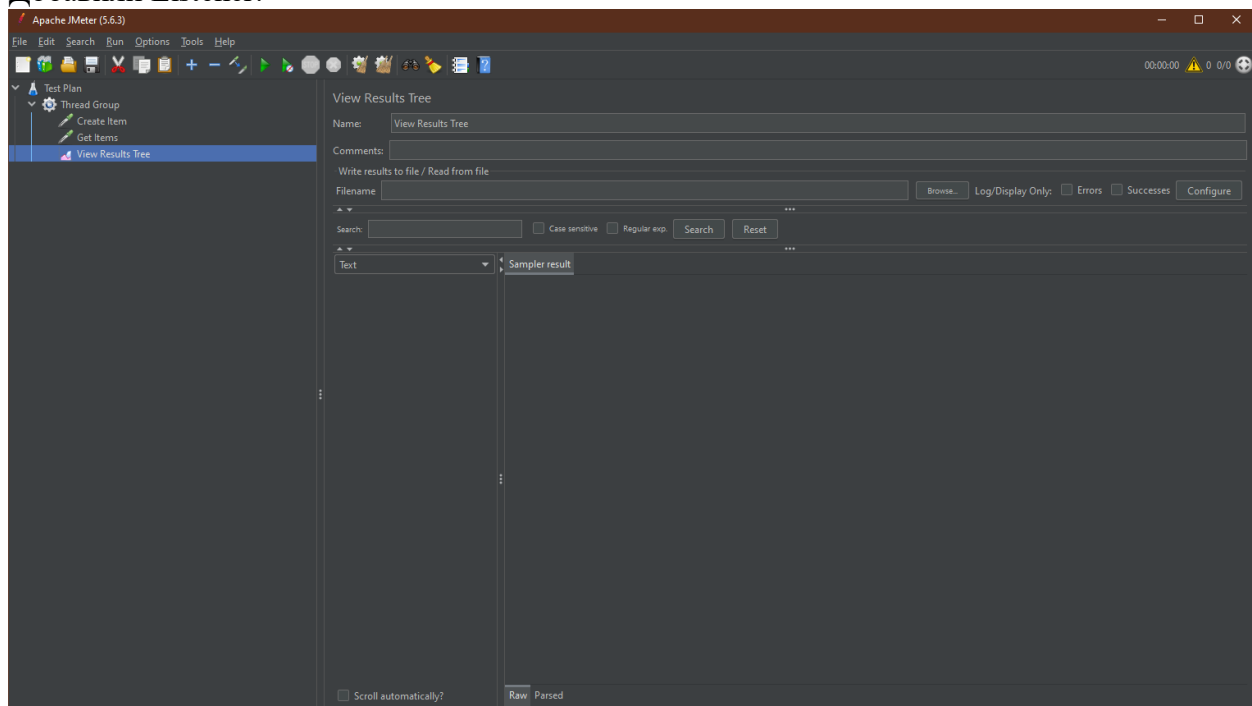 Apache JMeter (5.6.3)
File Edit Search Run Options Tools Help
00:00:00 0 0/0
Test Plan
Thread Group
Create Item
Get Items
View Results Tree
View Results Tree
Name: View Results Tree
Comments:
Write results to file / Read from file
Filename Browse... Log/Display Only: Errors Successes Configure
Search: Case sensitive Regular exp. Search Reset
Text Sampler result
Scroll automatically? Raw Parsed